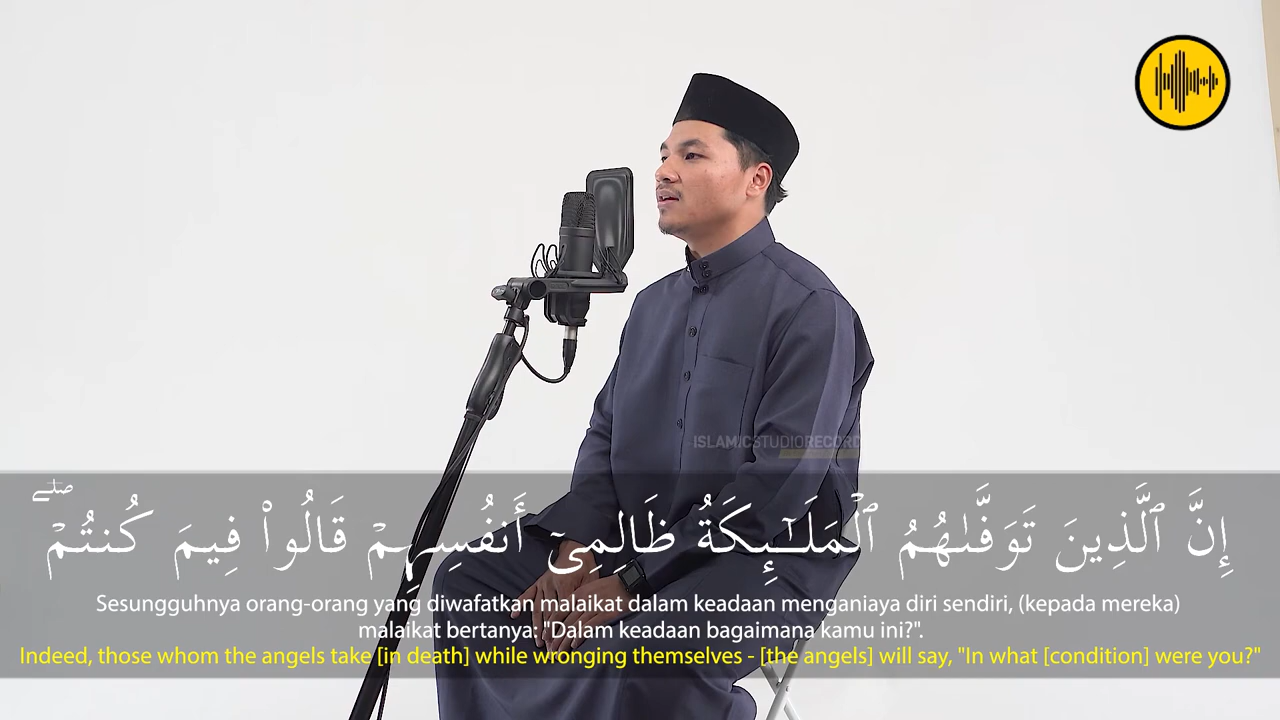 ISLAMICSTUDIORECORD
إِنَّ ٱلَّذِينَ تَوَفَّىٰهُمُ ٱلْمَلَـٰٓئِكَةُ ظَالِمِىٓ أَنفُسِهِمْ قَالُوا۟ فِيمَ كُنتُمْ ۖ
Sesungguhnya orang-orang yang diwafatkan malaikat dalam keadaan menganiaya diri sendiri, (kepada mereka)
malaikat bertanya: "Dalam keadaan bagaimana kamu ini?".
Indeed, those whom the angels take [in death] while wronging themselves - [the angels] will say, "In what [condition] were you?"